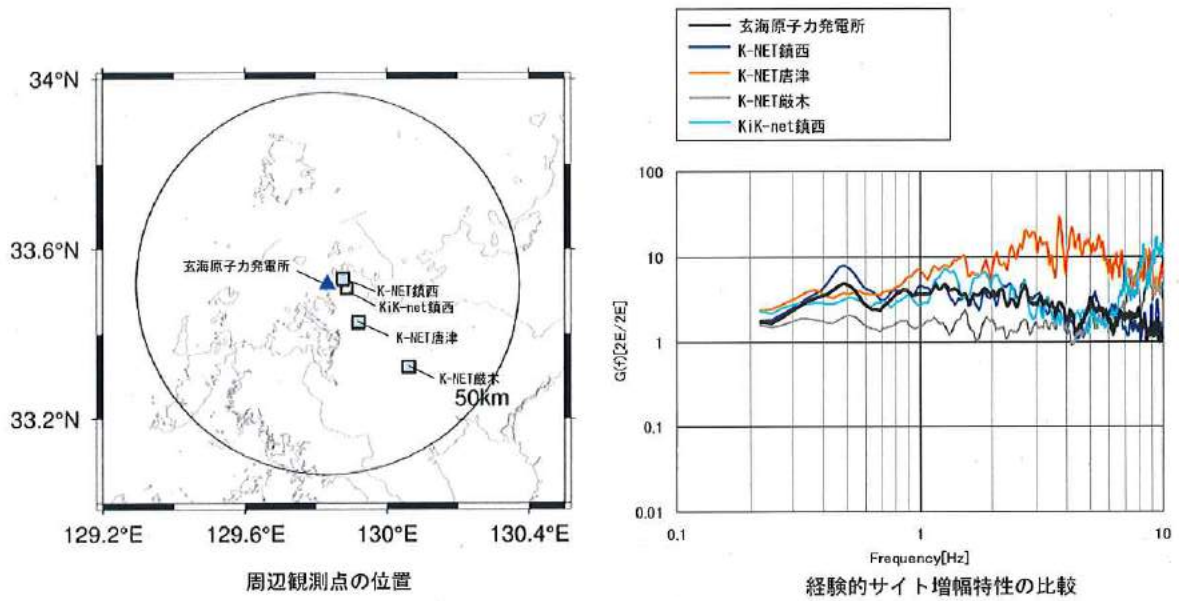 34°N
33.6°N
33.2°N
129.2°E
129.6°E
130°E
130.4°E
玄海原子力発電所
K-NET鎮西
KiK-net鎮西
K-NET唐津
K-NET厳木
50km
周辺観測点の位置
玄海原子力発電所
K-NET鎮西
K-NET唐津
K-NET厳木
KiK-net鎮西
G(f)[2E/2E]
100
10
1
0.1
0.01
0.1
1
10
Frequency[Hz]
経験的サイト増幅特性の比較